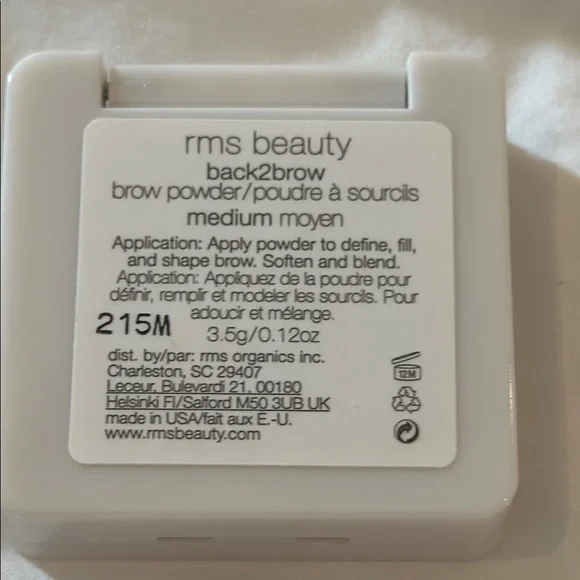 rms beauty
back2brow
brow powder/poudre à sourcils
medium moyen
Application: Apply powder to define, fill,
and shape brow. Soften and blend.
Application: Appliquez de la poudre pour
définir, remplir et modeler les sourcils. Pour
adoucir et mélange.
215M
3.5g/0.12oz
dist. by/par: rms organics inc.
Charleston, SC 29407
Leceur. Bulevardi 21, 00180
Helsinki FI/Salford M50 3UB UK
made in USA/fait aux É.-U.
www.rmsbeauty.com
12M